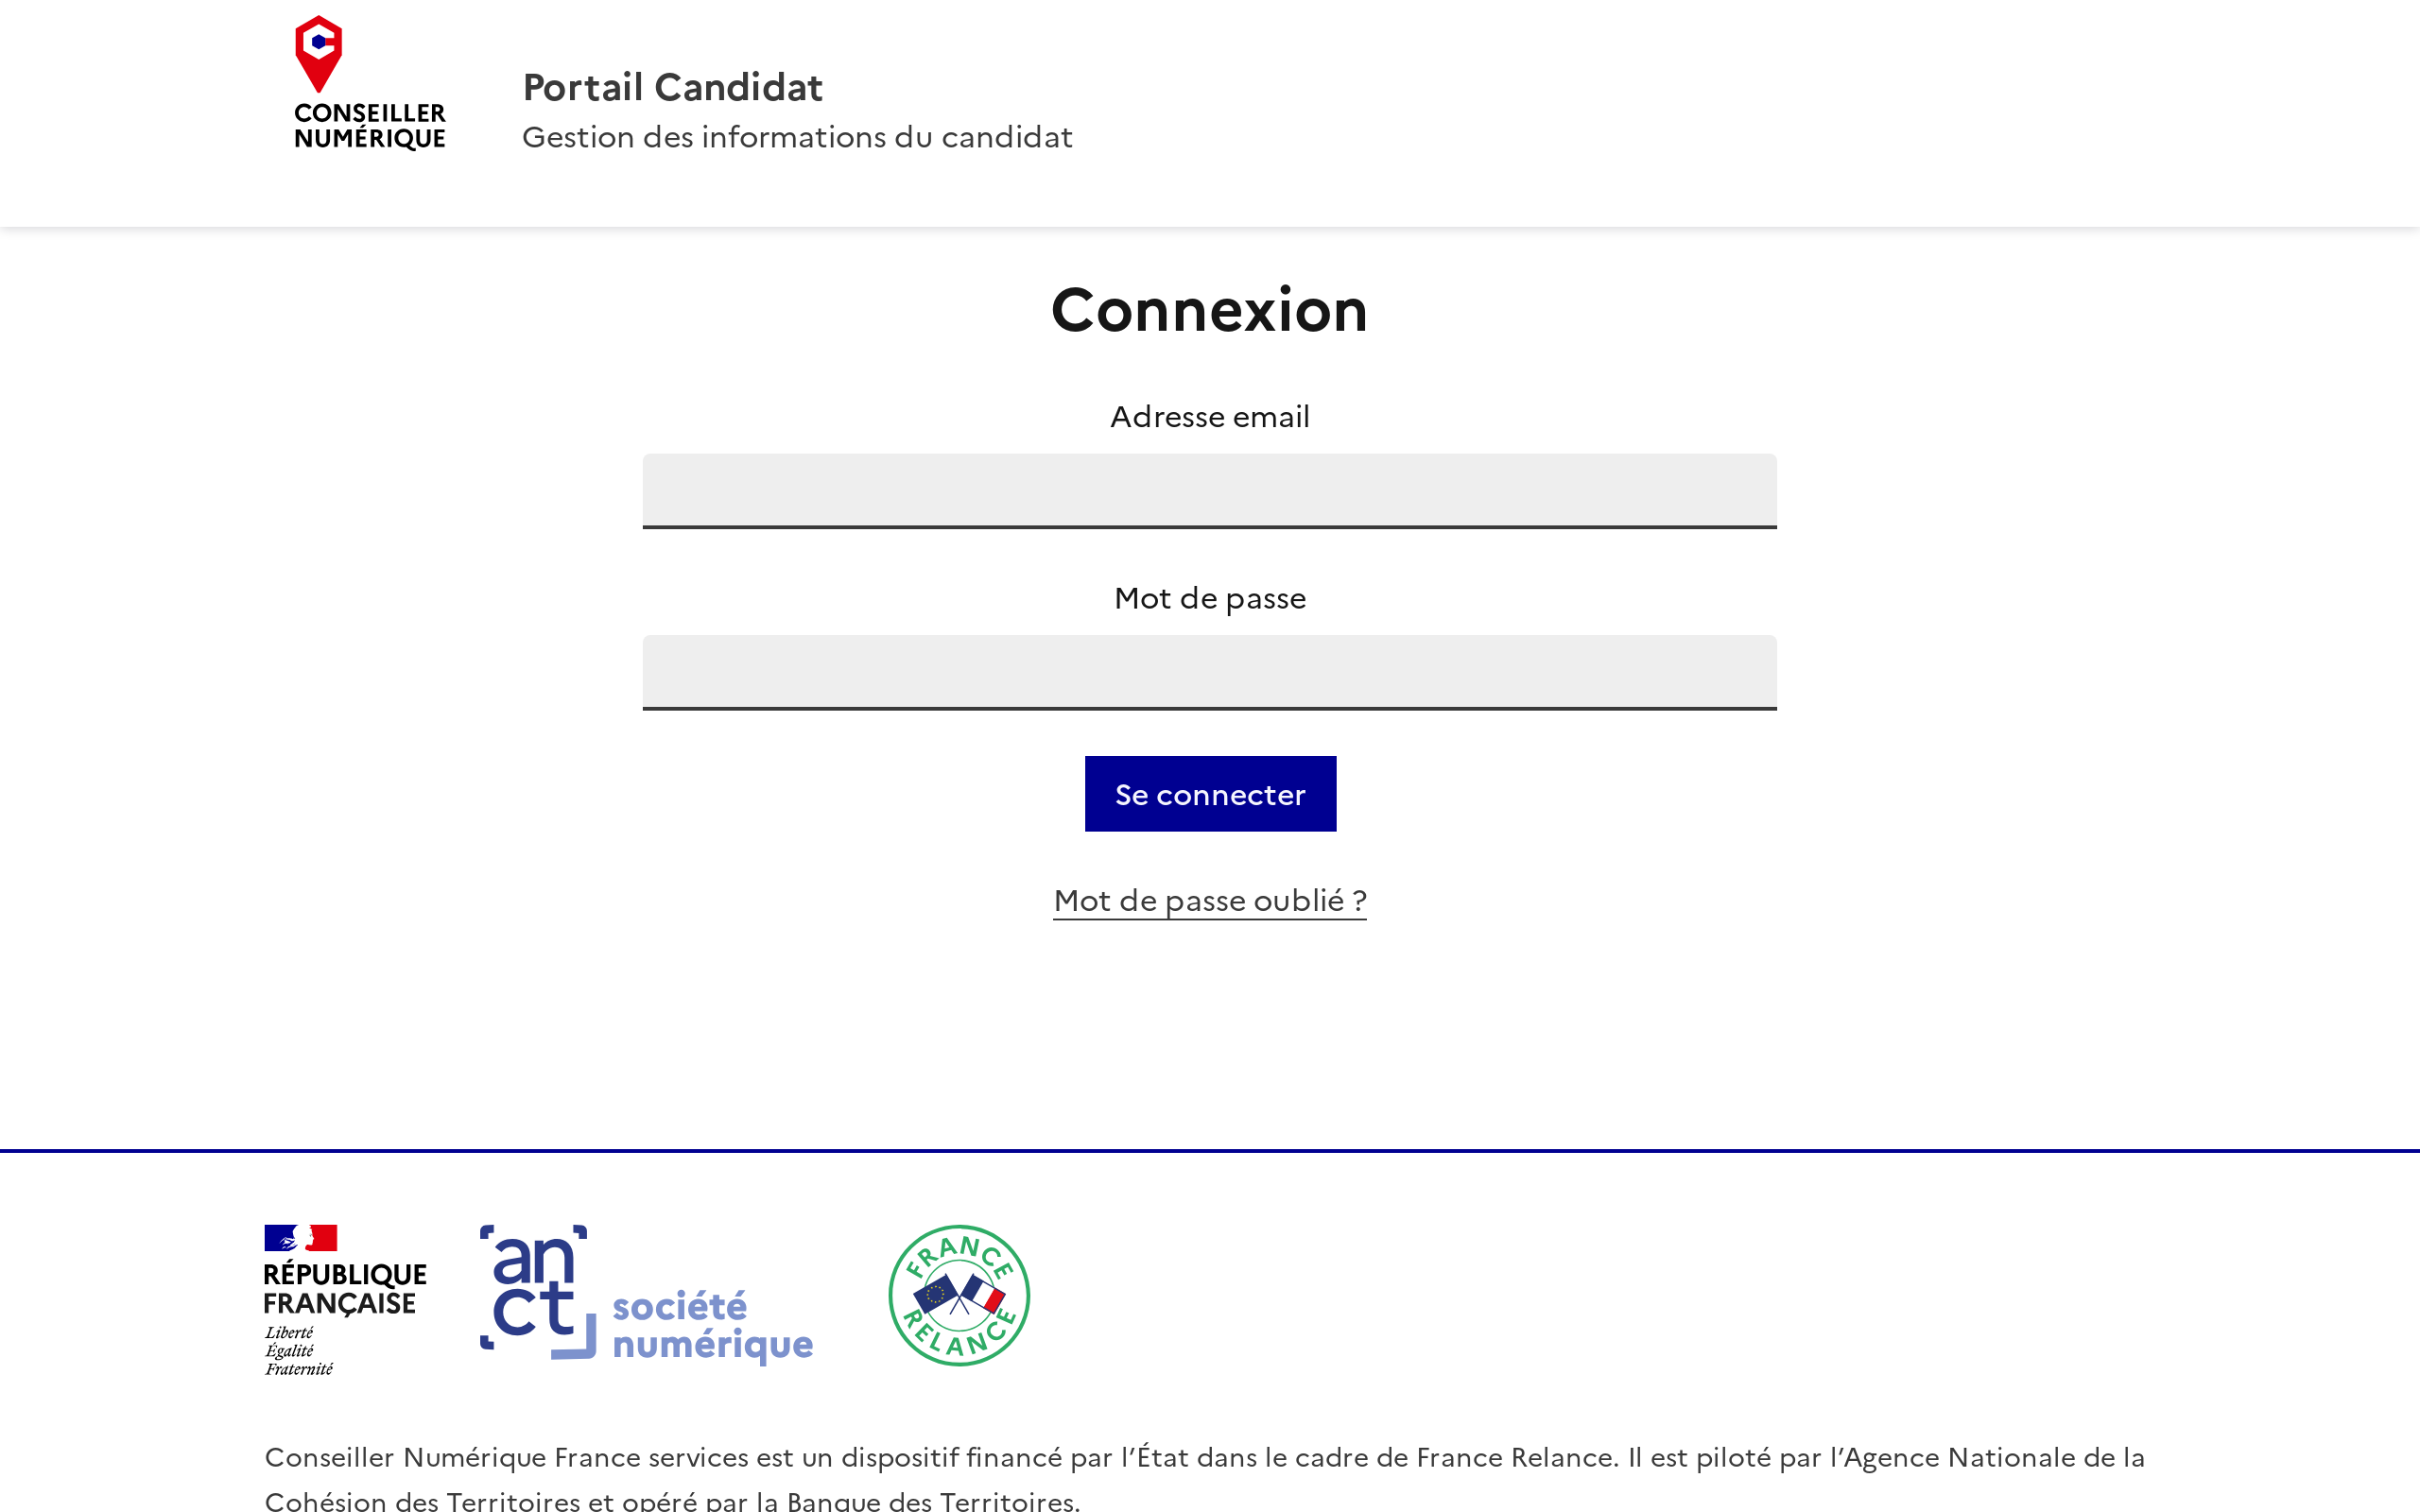 CONSEILLER
NUMÉRIQUE
Portail Candidat
Gestion des informations du candidat
Connexion
Adresse email
Mot de passe
Se connecter
Mot de passe oublié ?
RÉPUBLIQUE
FRANÇAISE
Liberté
Égalité
Fraternité
anct
société
numérique
FRANCE
RELANCE
Conseiller Numérique France services est un dispositif financé par l’État dans le cadre de France Relance. Il est piloté par l’Agence Nationale de la
Cohésion des Territoires et opéré par la Banque des Territoires.